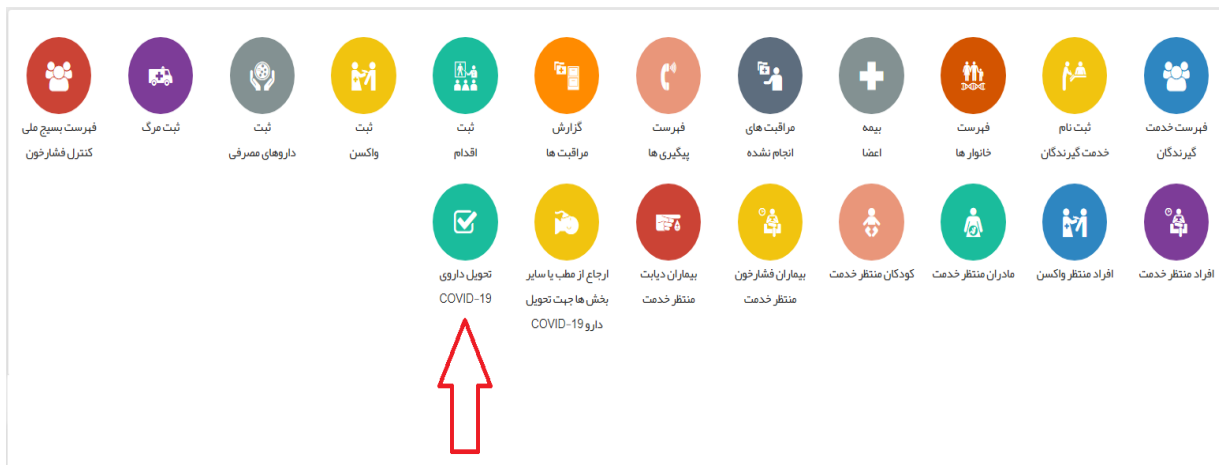 فهرست خدمت
گیرندگان
ثبت نام
خدمت گیرندگان
فهرست
خانوار ها
بیمه
اعضا
مراقبت های
انجام نشده
فهرست
پیگیری ها
گزارش
مراقبت ها
ثبت
اقدام
ثبت
واکسن
ثبت
داروهای مصرفی
ثبت مرگ
فهرست بسیج ملی
کنترل فشارخون
افراد منتظر خدمت
افراد منتظر واکسن
مادران منتظر خدمت
کودکان منتظر خدمت
بیماران فشارخون
منتظر خدمت
بیماران دیابت
منتظر خدمت
ارجاع از مطب یا سایر
بخش ها جهت تحویل
دارو COVID-19
تحویل داروی
COVID-19